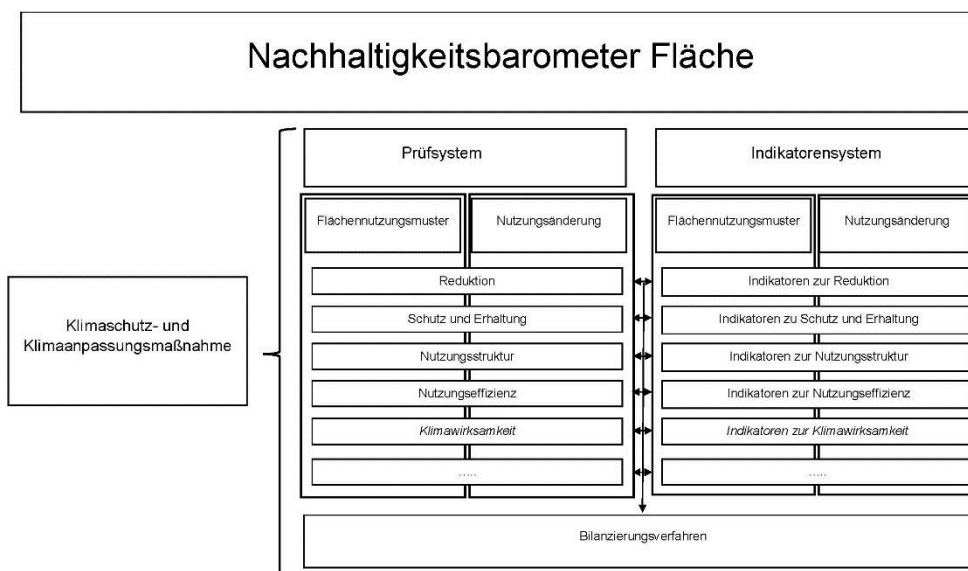 Nachhaltigkeitsbarometer Fläche
Klimaschutz- und
Klimaanpassungsmaßnahme
Prüfsystem
Flächennutzungsmuster
Nutzungsänderung
Reduktion
Schutz und Erhaltung
Nutzungsstruktur
Nutzungseffizienz
Klimawirksamkeit
.....
Indikatorensystem
Flächennutzungsmuster
Nutzungsänderung
Indikatoren zur Reduktion
Indikatoren zu Schutz und Erhaltung
Indikatoren zur Nutzungsstruktur
Indikatoren zur Nutzungseffizienz
Indikatoren zur Klimawirksamkeit
.....
Bilanzierungsverfahren